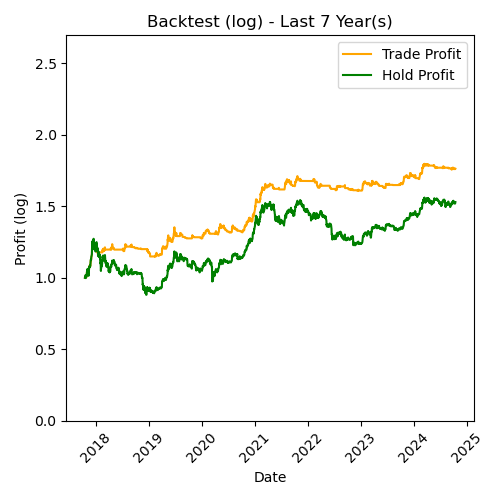 Backtest (log) - Last 7 Year(s)
Trade Profit
Hold Profit
Profit (log)
2.5
2.0
1.5
1.0
0.5
0.0
2018 2019 2020 2021 2022 2023 2024 2025
Date